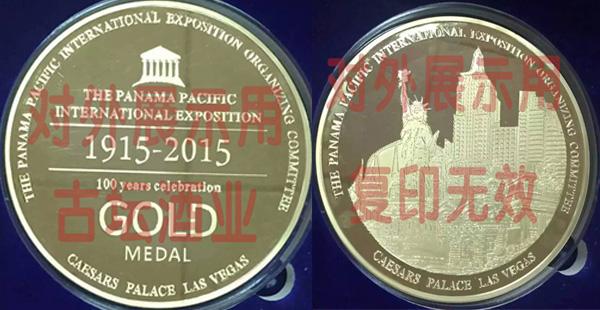 THE PANAMA PACIFIC INTERNATIONAL EXPOSITION ORGANIZING COMMITTEE
THE PANAMA PACIFIC
INTERNATIONAL EXPOSITION
对外展示用
1915-2015
100 years celebration
古坛酒业
GOLD
MEDAL
CAESARS PALACE LAS VEGAS
THE PANAMA PACIFIC INTERNATIONAL EXPOSITION ORGANIZING COMMITTEE
对外展示用
复印无效
CAESARS PALACE LAS VEGAS